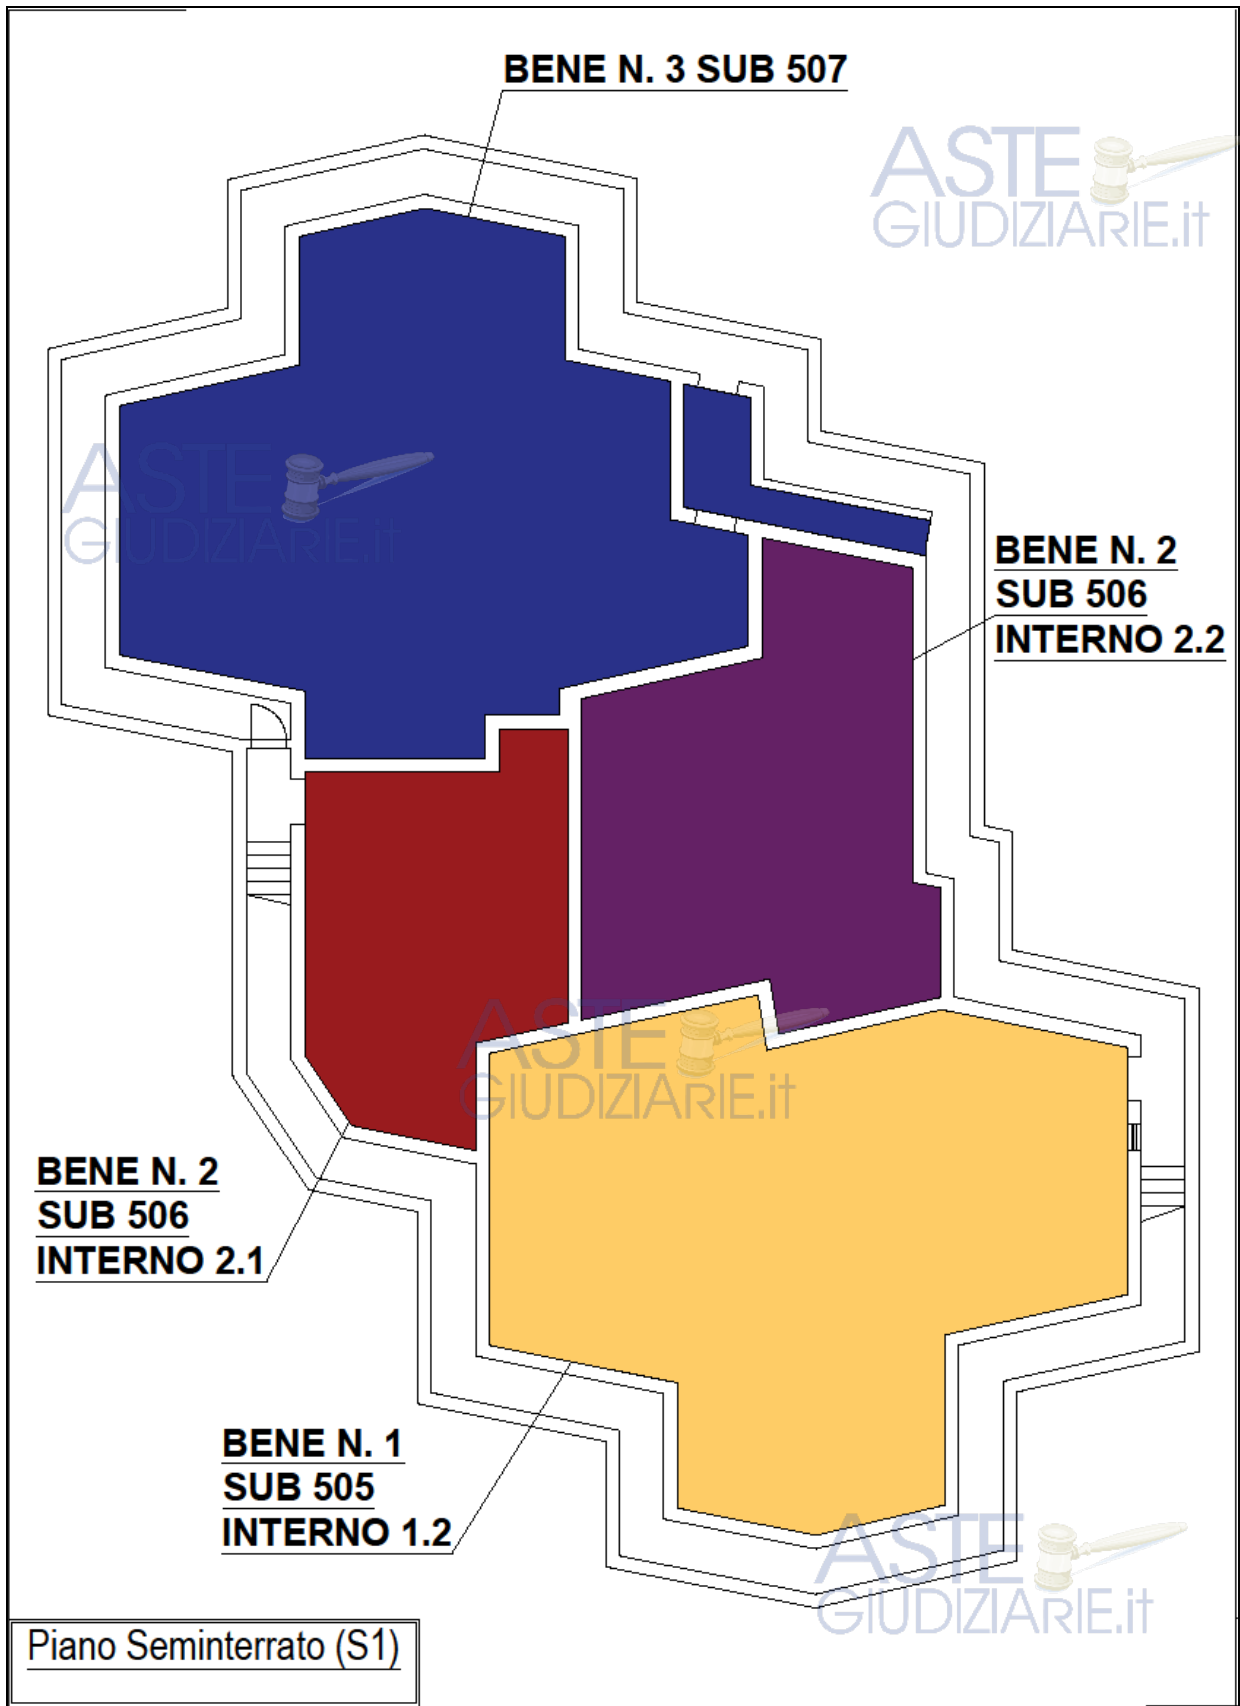 BENE N. 3 SUB 507
ASTE
GIUDIZIARIE.it
ASTE
GIUDIZIARIE.it
BENE N. 2
SUB 506
INTERNO 2.2
ASTE
GIUDIZIARIE.it
BENE N. 2
SUB 506
INTERNO 2.1
BENE N. 1
SUB 505
INTERNO 1.2
ASTE
GIUDIZIARIE.it
Piano Seminterrato (S1)